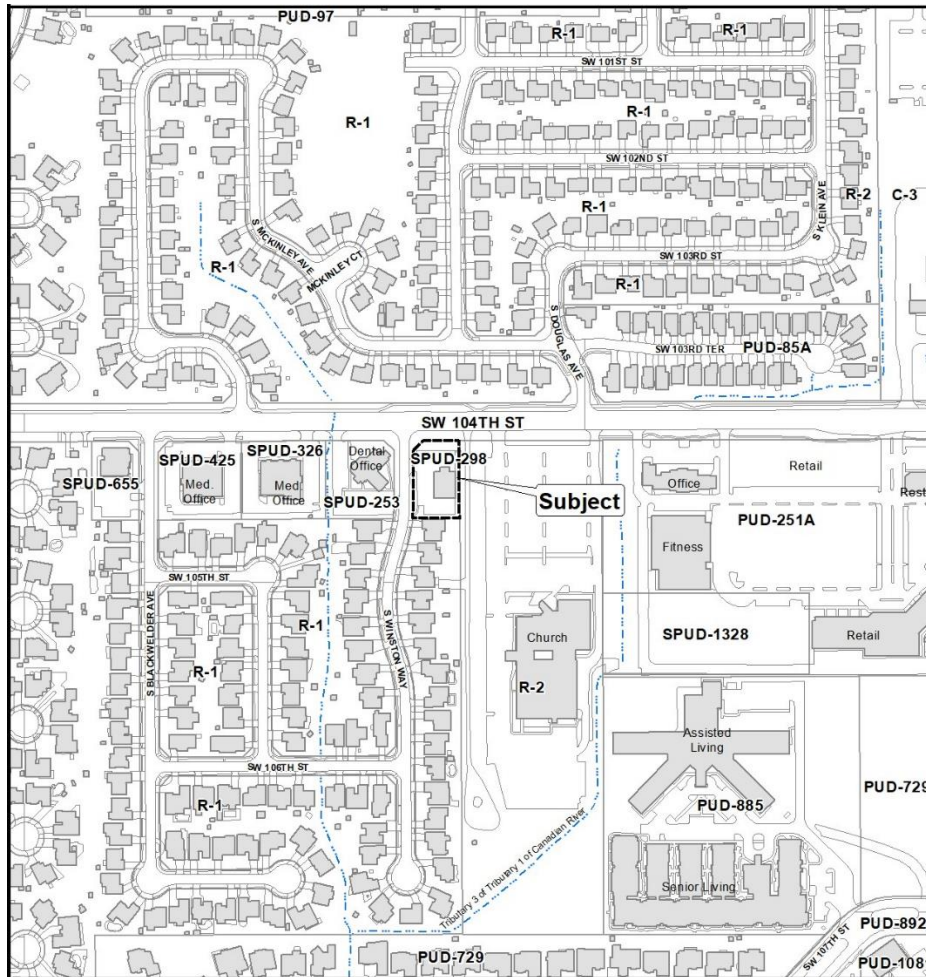 PUD-97
R-1
R-1
SW 101ST ST
R-1
R-1
SW 102ND ST
R-1
S KLEIN AVE
R-2
C-3
S MCKINLEY AVE
MCKINLEY CT
R-1
SW 103RD ST
R-1
S DOUGLAS AVE
SW 103RD TER
PUD-85A
SW 104TH ST
SPUD-655
SPUD-425
Med.
Office
SPUD-326
Med.
Office
Dental
Office
SPUD-253
SPUD-298
Subject
Office
Retail
PUD-251A
Fitness
SW 105TH ST
S BLACKWELDER AVE
R-1
R-1
S WINSTON WAY
Church
R-2
SPUD-1328
Retail
Assisted
Living
SW 106TH ST
R-1
PUD-885
PUD-729
Tributary 3 of Tributary 1 of Canadian River
Senior Living
SW 107TH ST
PUD-892
PUD-729
PUD-108